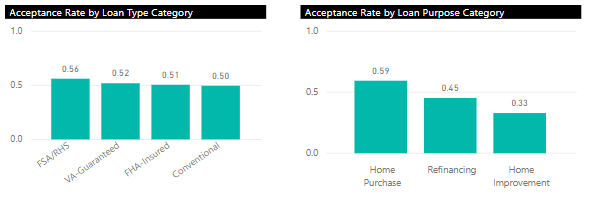 Acceptance Rate by Loan Type Category
1.0
0.5
0.0
0.56
0.52
0.51
0.50
FSA/RHS
VA-Guaranteed
FHA-Insured
Conventional
Acceptance Rate by Loan Purpose Category
1.0
0.5
0.0
0.59
0.45
0.33
Home
Purchase
Refinancing
Home
Improvement